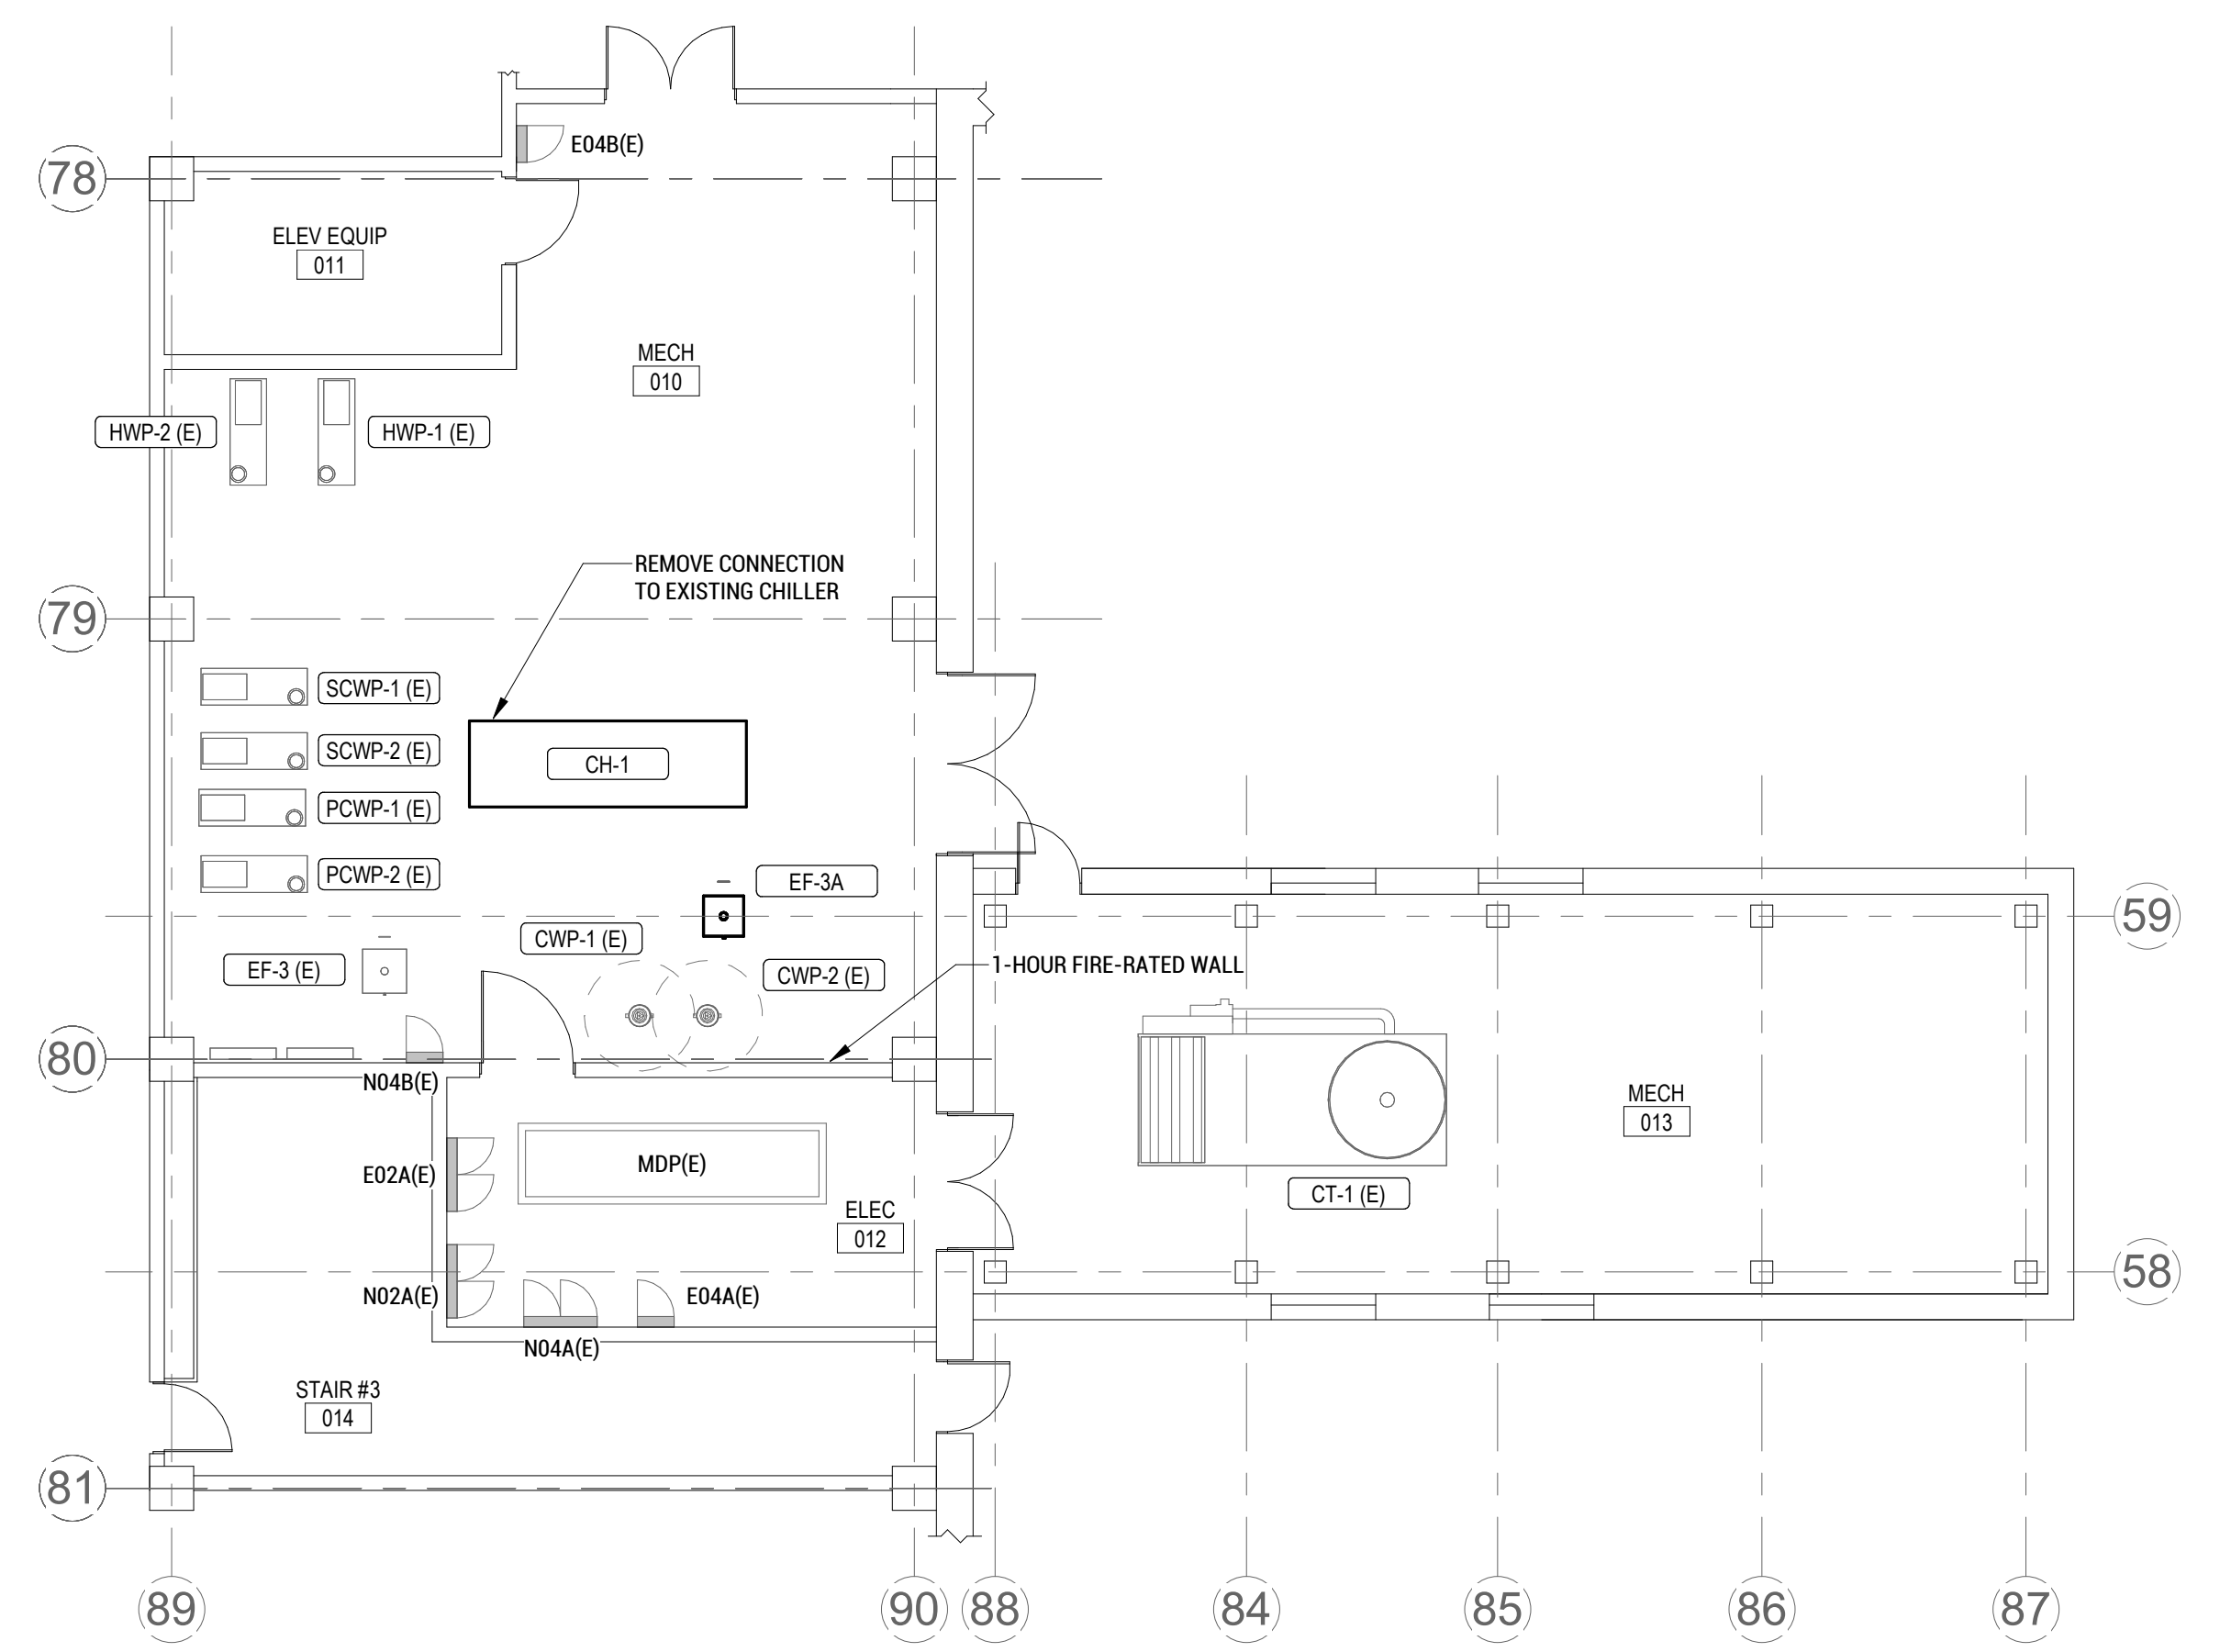 E04B(E)
78
ELEV EQUIP
011
MECH
010
HWP-2 (E)
HWP-1 (E)
REMOVE CONNECTION
TO EXISTING CHILLER
79
SCWP-1 (E)
SCWP-2 (E)
CH-1
PCWP-1 (E)
PCWP-2 (E)
EF-3A
59
CWP-1 (E)
EF-3 (E)
CWP-2 (E)
1-HOUR FIRE-RATED WALL
80
N04B(E)
MECH
013
E02A(E)
MDP(E)
CT-1 (E)
ELEC
012
58
N02A(E)
E04A(E)
N04A(E)
STAIR #3
014
81
89
90
88
84
85
86
87